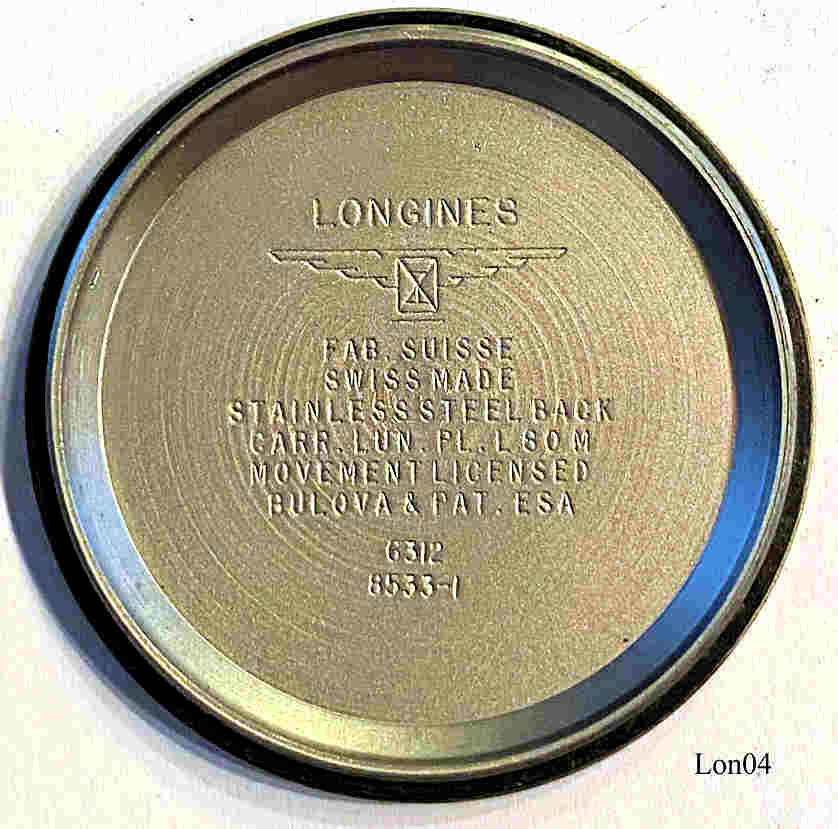 LONGINES
FAB. SUISSE
SWISS MADE
STAINLESS STEEL BACK
CARR. LUN. PL. L 80 M
MOVEMENT LICENSED
BULOVA & PAT. ESA
6312
8533-1
Lon04